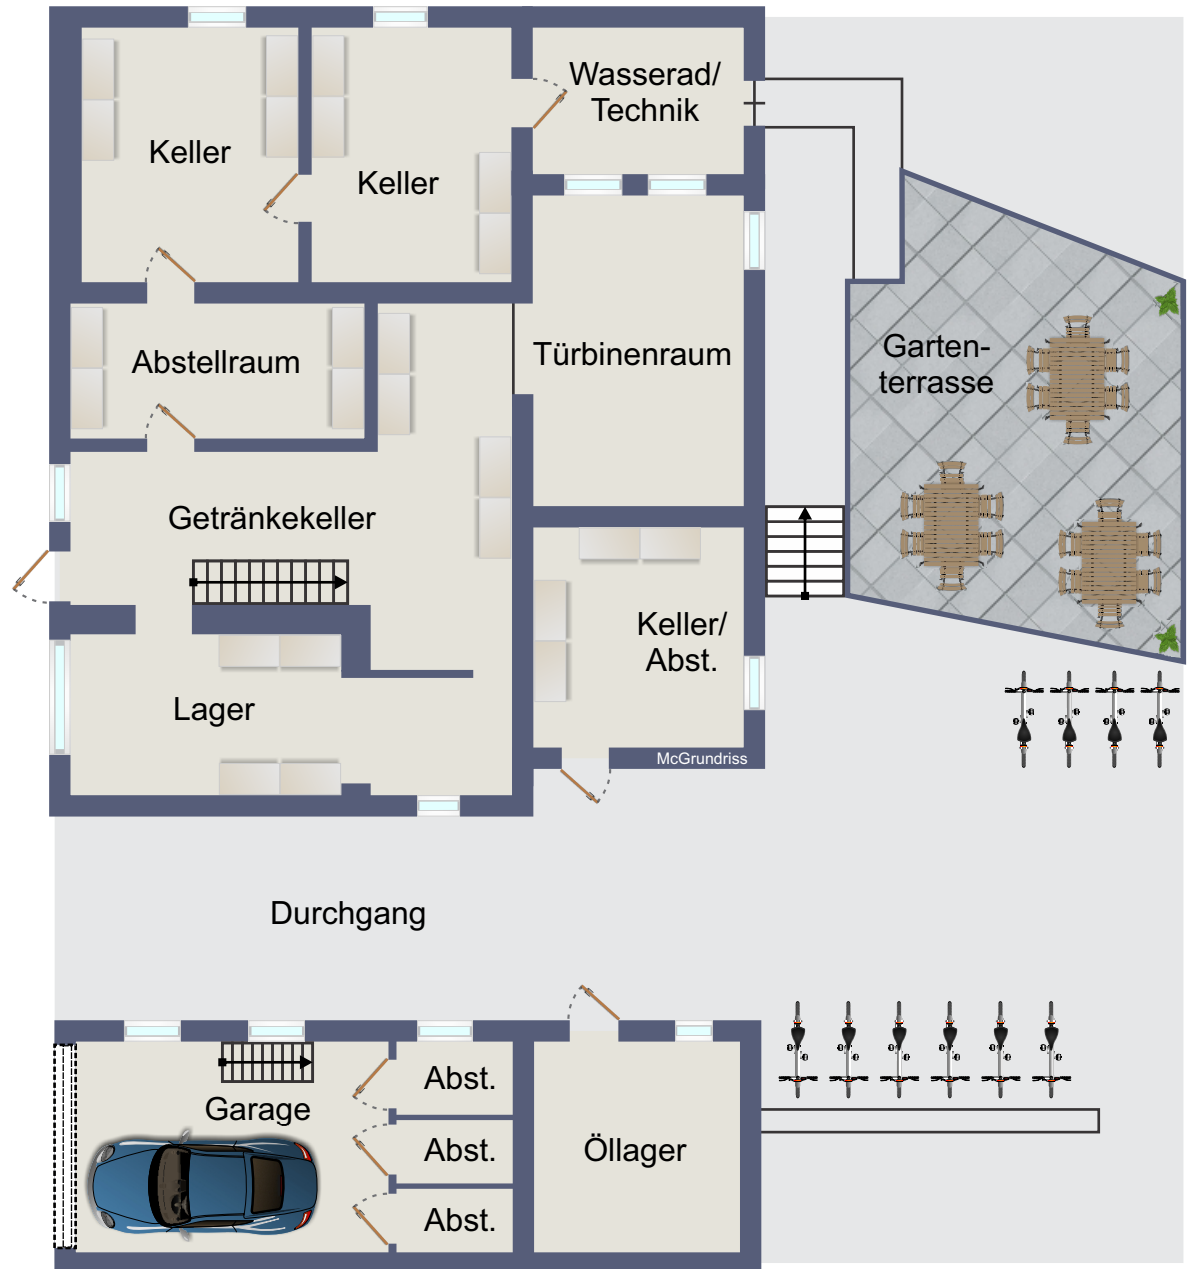 Wasserad/
Technik
Keller
Keller
Garten-
terrasse
Türbinenraum
Abstellraum
Getränkekeller
Keller/
Abst.
Lager
McGrundriss
Durchgang
Abst.
Garage
Abst.
Öllager
Abst.